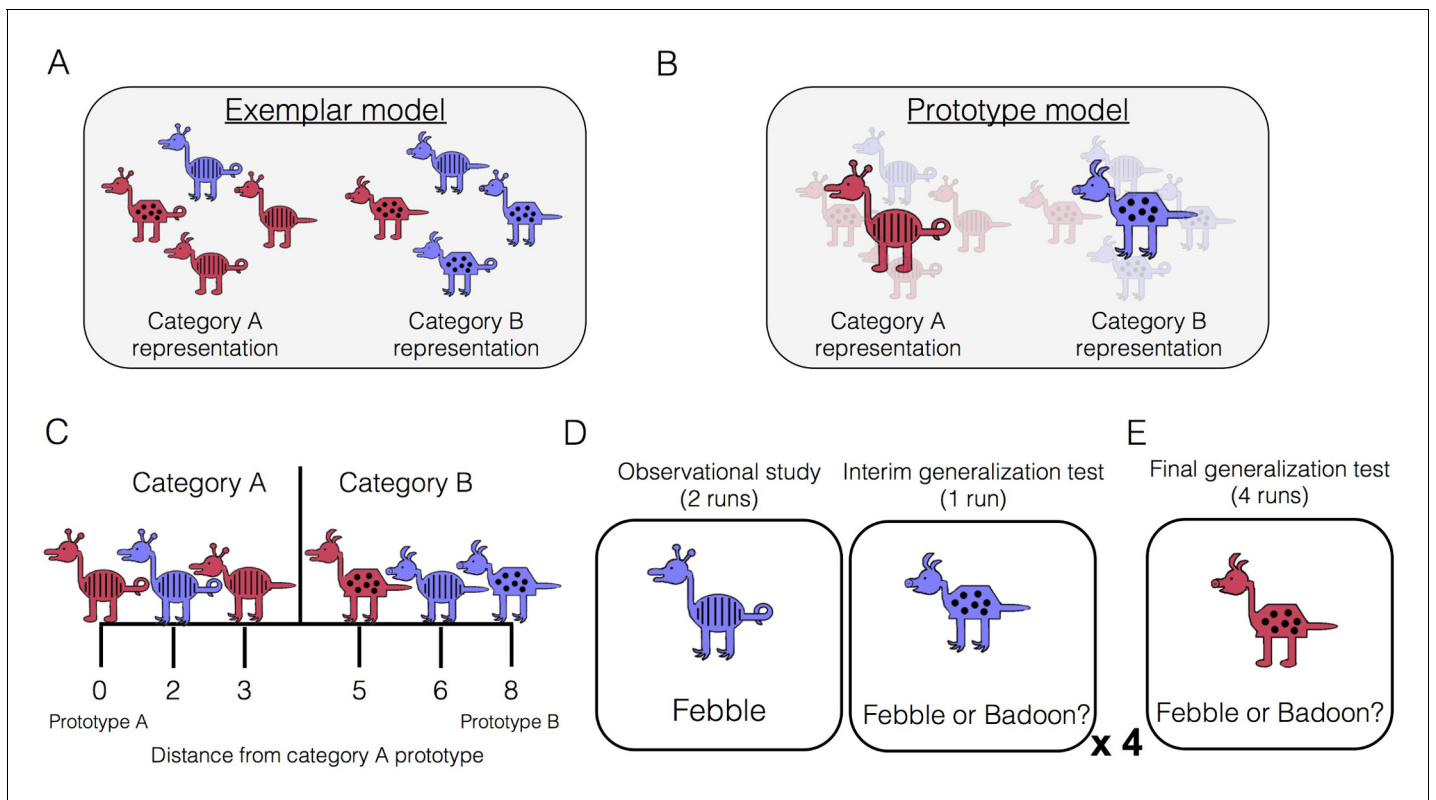 A
Exemplar model
Category A
representation
Category B
representation
B
Prototype model
Category A
representation
Category B
representation
C
Category A
Category B
0
2
3
5
6
8
Prototype A
Prototype B
Distance from category A prototype
D
Observational study
(2 runs)
Febble
Interim generalization test
(1 run)
Febble or Badoon?
x 4
E
Final generalization test
(4 runs)
Febble or Badoon?